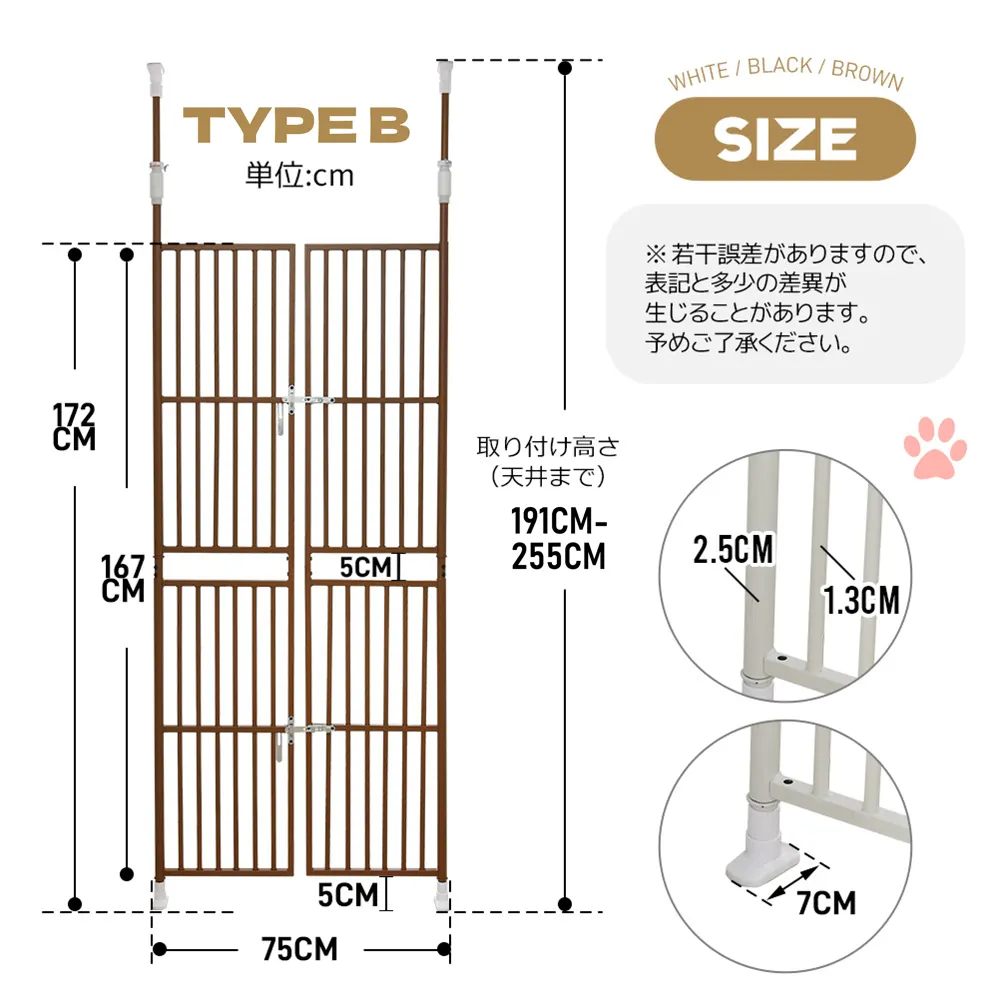 TYPE B
単位:cm
WHITE / BLACK / BROWN
SIZE
※ 若干誤差がありますので、
表記と多少の差異が
生じることがあります。
予めご了承ください。
172
CM
167
CM
5CM
5CM
75CM
取り付け高さ
（天井まで）
191CM-
255CM
2.5CM
1.3CM
7CM